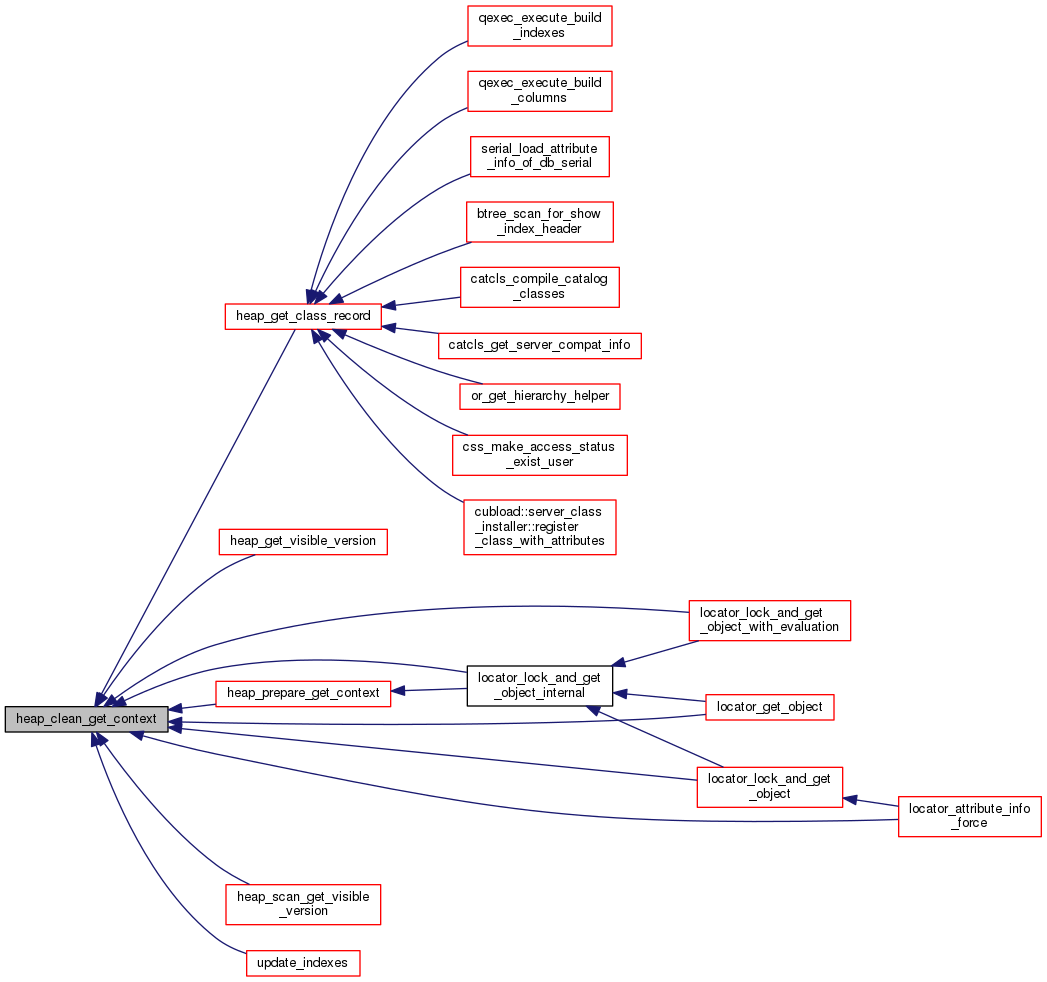 qexec_execute_build
_indexes
qexec_execute_build
_columns
serial_load_attribute
_info_of_db_serial
btree_scan_for_show
_index_header
catcls_compile_catalog
_classes
heap_get_class_record
catcls_get_server_compat_info
or_get_hierarchy_helper
css_make_access_status
_exist_user
cubload::server_class
_installer::register
_class_with_attributes
heap_get_visible_version
locator_lock_and_get
_object_with_evaluation
locator_lock_and_get
_object_internal
heap_prepare_get_context
locator_get_object
heap_clean_get_context
locator_lock_and_get
_object
locator_attribute_info
_force
heap_scan_get_visible
_version
update_indexes